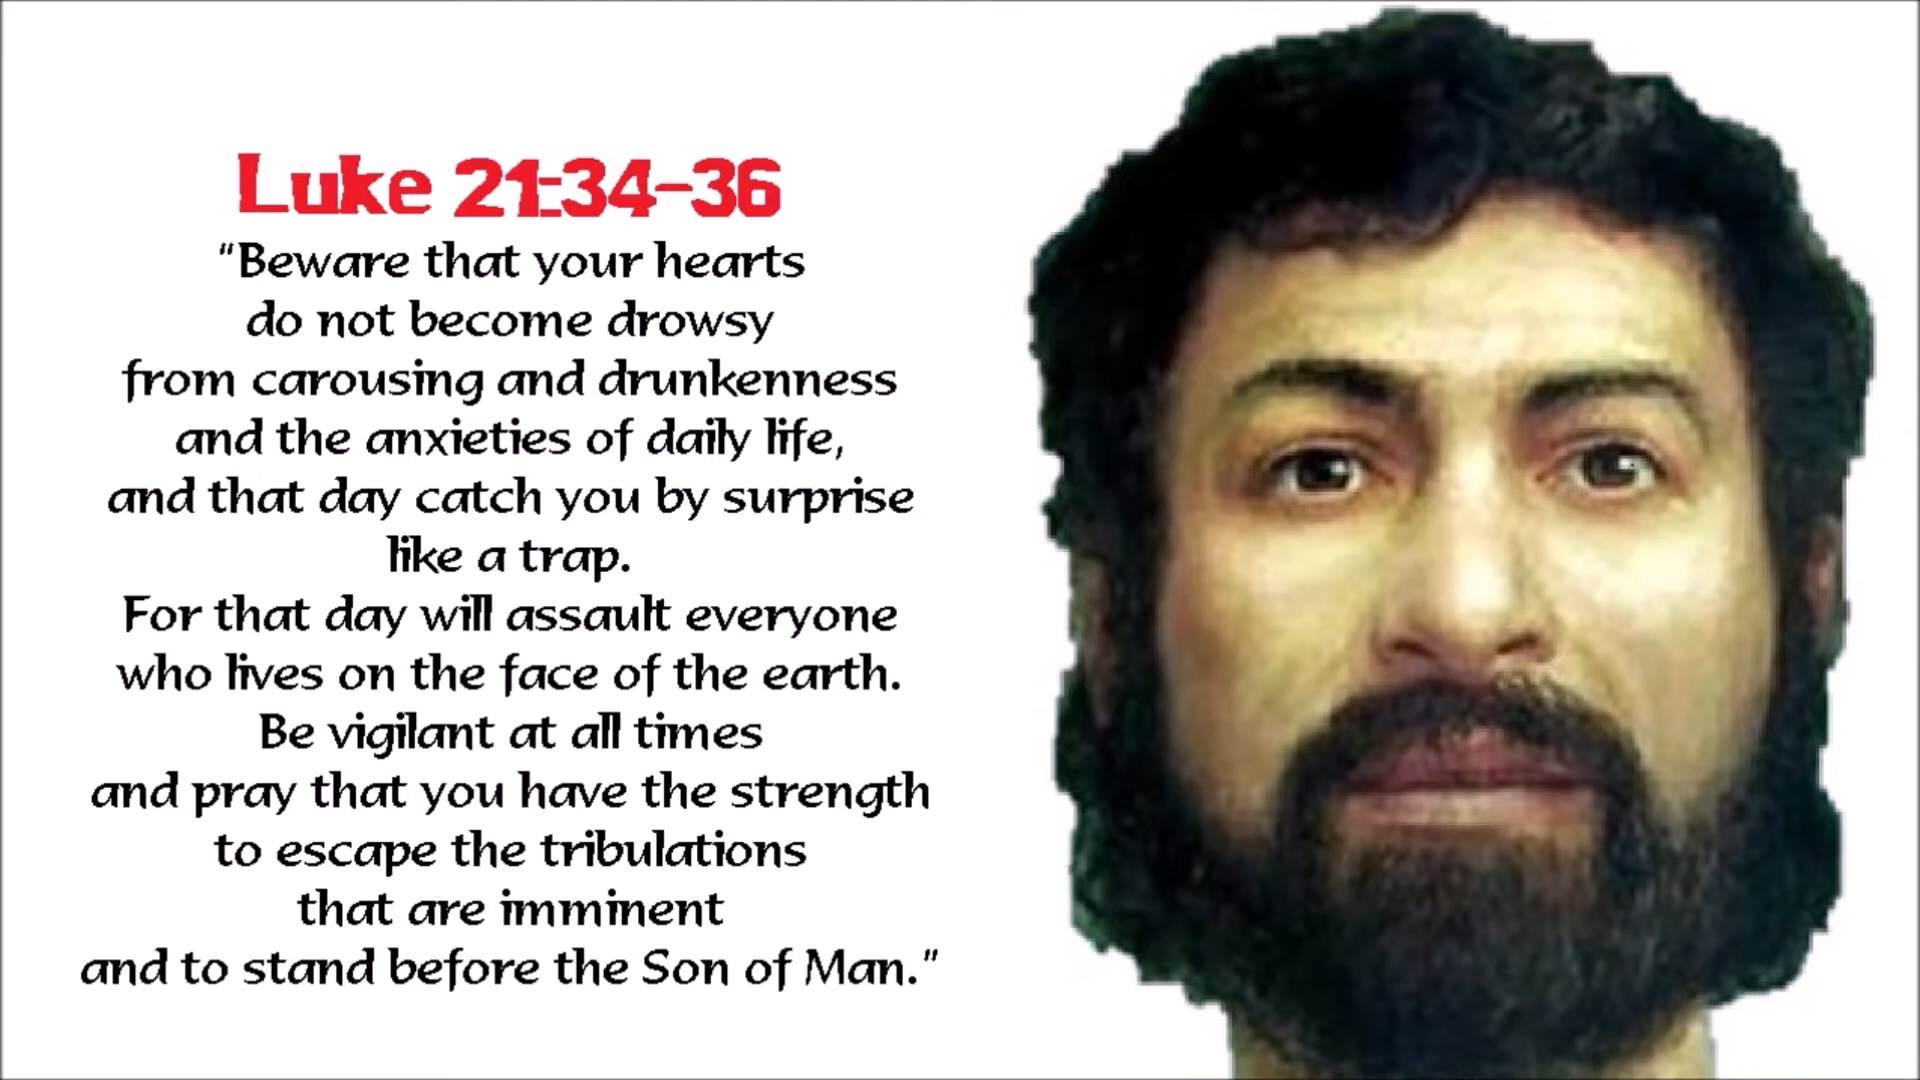 Luke 21:34-36
"Beware that your hearts
do not become drowsy
from carousing and drunkenness
and the anxieties of daily life,
and that day catch you by surprise
like a trap.
For that day will assault everyone
who lives on the face of the earth.
Be vigilant at all times
and pray that you have the strength
to escape the tribulations
that are imminent
and to stand before the Son of Man."